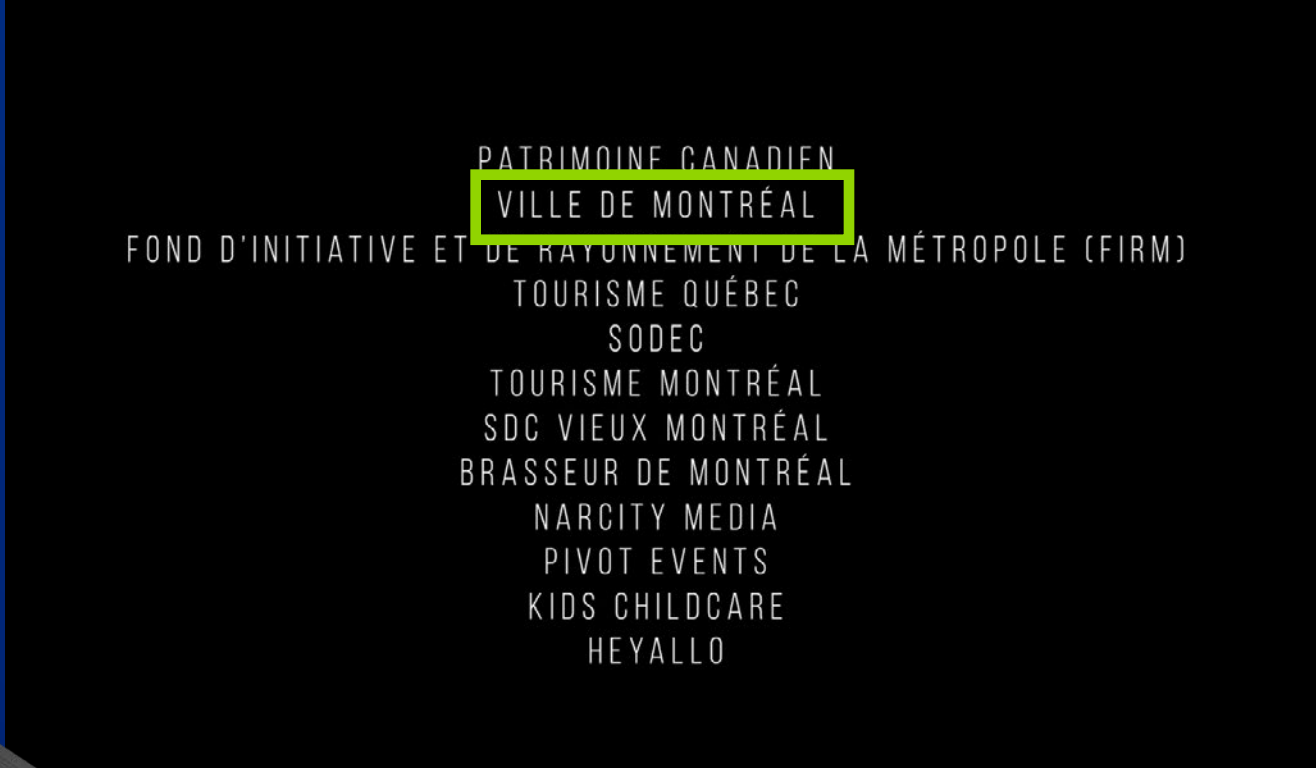 PATRIMOINE CANADIEN
VILLE DE MONTRÉAL
FOND D'INITIATIVE ET DE RAYONNEMENT DE LA MÉTROPOLE (FIRM)
TOURISME QUÉBEC
SODEC
TOURISME MONTRÉAL
SDC VIEUX MONTRÉAL
BRASSEUR DE MONTRÉAL
NARCITY MEDIA
PIVOT EVENTS
KIDS CHILDCARE
HEYALLO